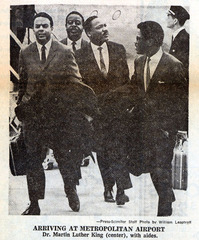 —Press-Scimitar Staff Photo by William Leaptrott
ARRIVING AT METROPOLITAN AIRPORT
Dr. Martin Luther King (center), with aides.